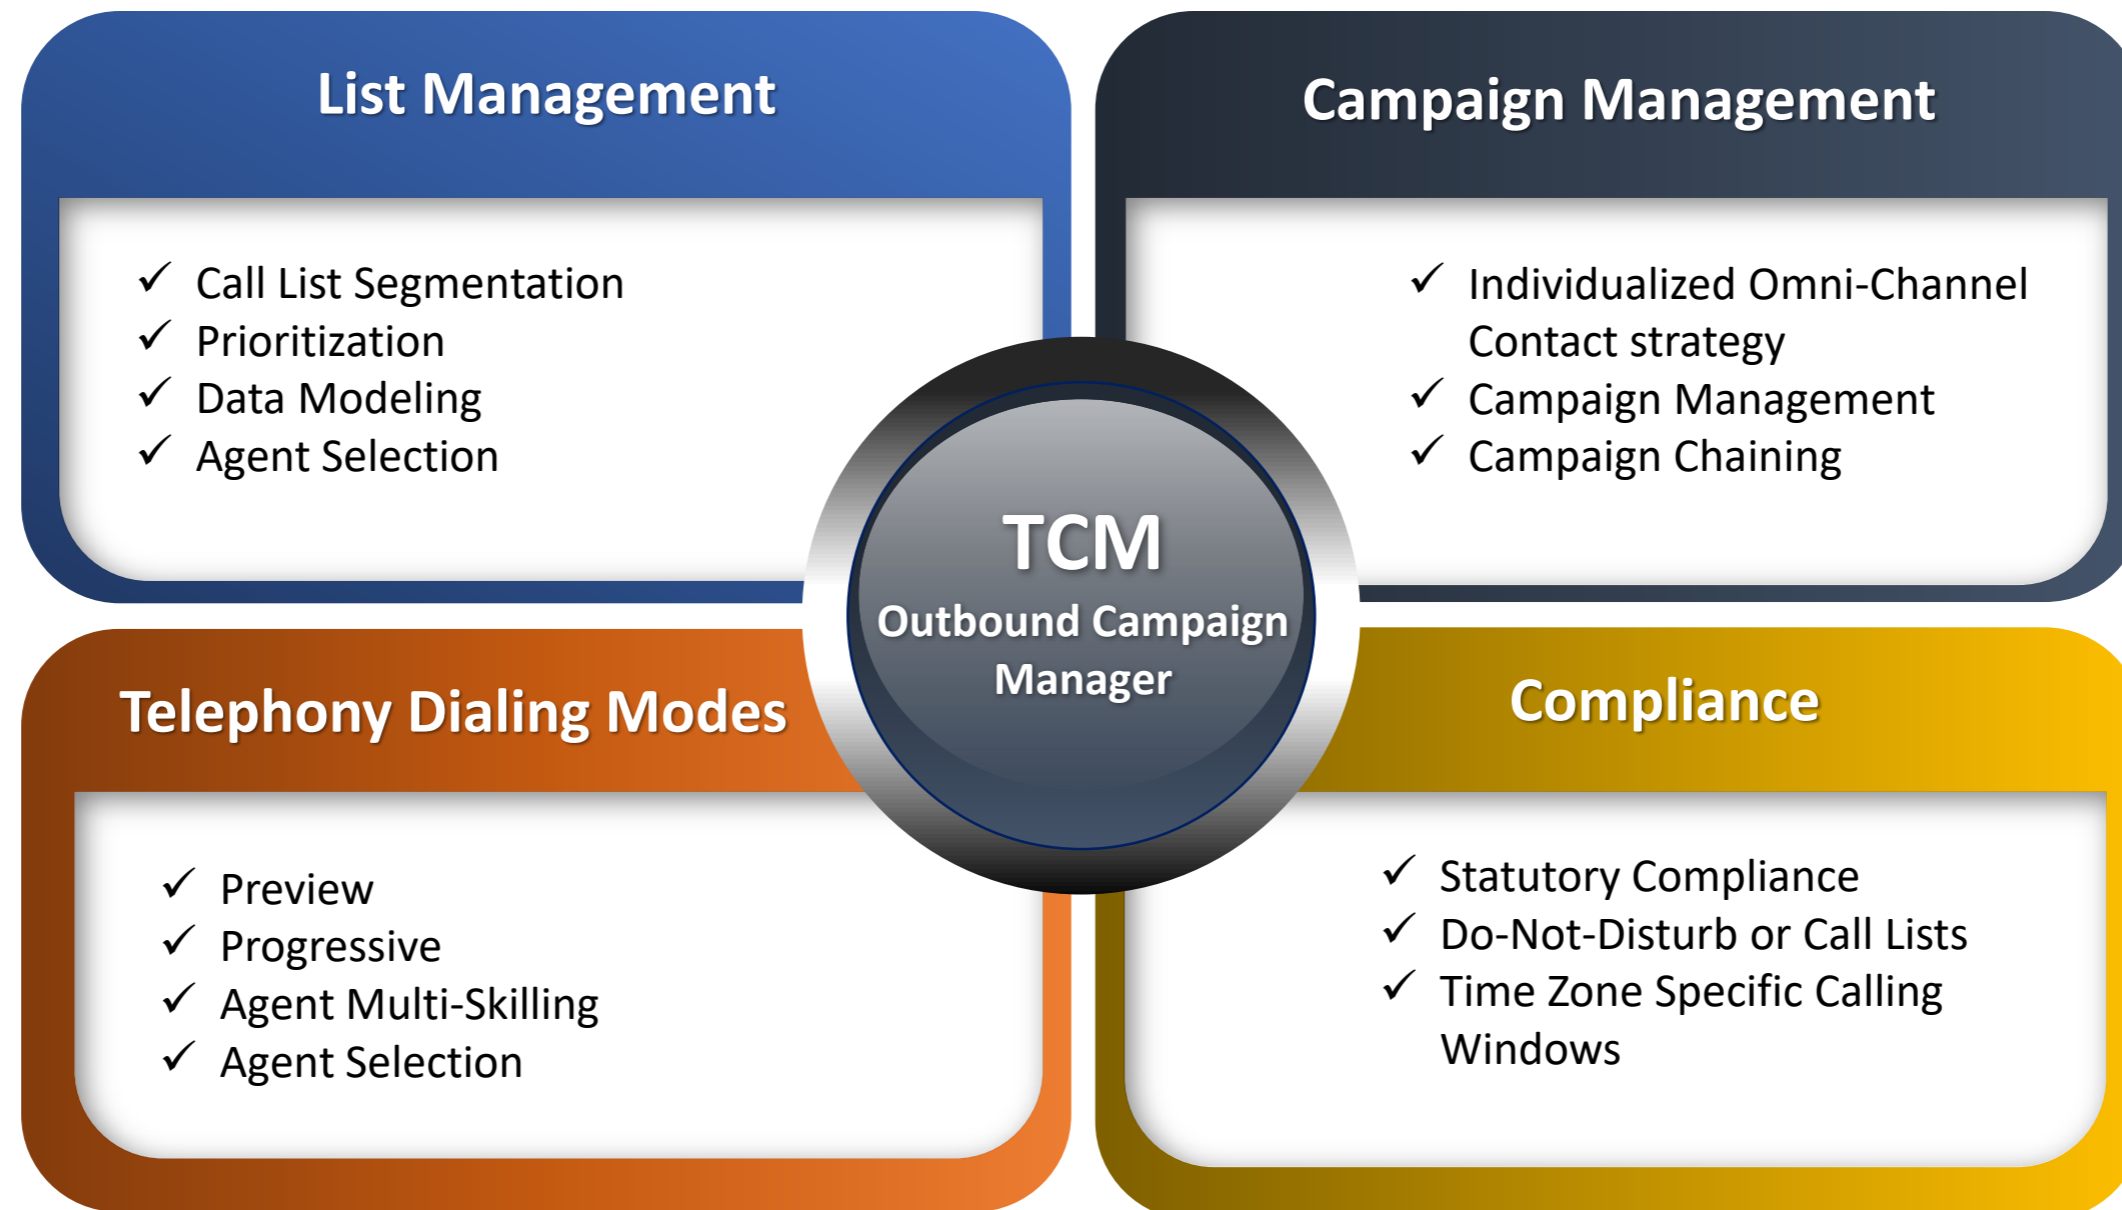 List Management
✓ Call List Segmentation
✓ Prioritization
✓ Data Modeling
✓ Agent Selection
Campaign Management
✓ Individualized Omni-Channel
Contact strategy
✓ Campaign Management
✓ Campaign Chaining
TCM
Outbound Campaign
Manager
Telephony Dialing Modes
✓ Preview
✓ Progressive
✓ Agent Multi-Skilling
✓ Agent Selection
Compliance
✓ Statutory Compliance
✓ Do-Not-Disturb or Call Lists
✓ Time Zone Specific Calling
Windows